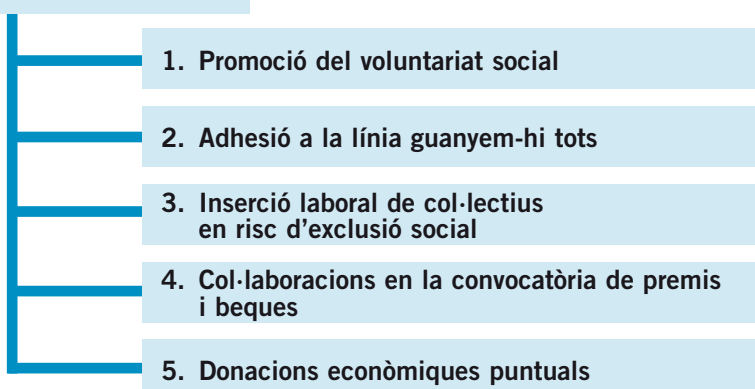 1. Promoció del voluntariat social
2. Adhesió a la línia guanyem-hi tots
3. Inserció laboral de col·lectius
en risc d’exclusió social
4. Col·laboracions en la convocatòria de premis
i beques
5. Donacions econòmiques puntuals